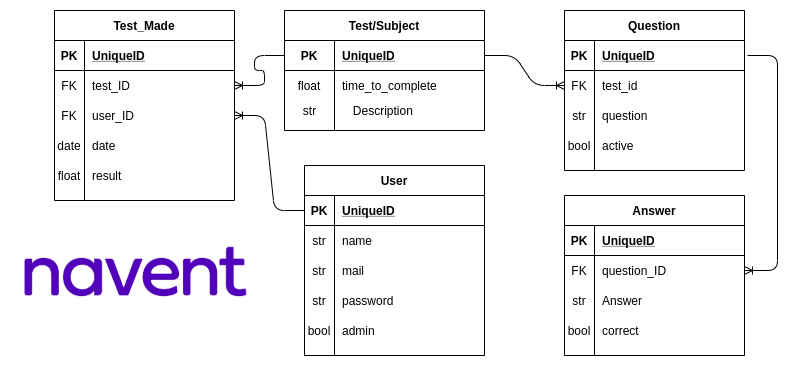 Test_Made
PK UniqueID
FK test_ID
FK user_ID
date date
float result
Test/Subject
PK UniqueID
float time_to_complete
str Description
Question
PK UniqueID
FK test_id
str question
bool active
User
PK UniqueID
str name
str mail
str password
bool admin
Answer
PK UniqueID
FK question_ID
str Answer
bool correct
navent